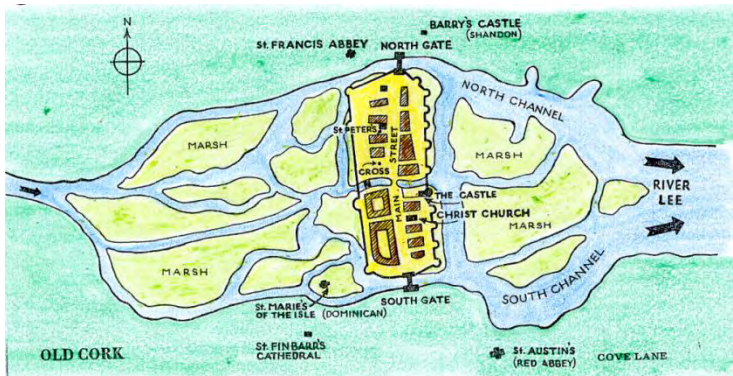 N
BARRY'S CASTLE
(SHANDON)
ST. FRANCIS ABBEY
NORTH GATE
NORTH CHANNEL
MARSH
ST. PETERS
STREET
MARSH
CROSS
THE CASTLE
MAIN
CHRIST CHURCH
RIVER
LEE
MARSH
MARSH
SOUTH CHANNEL
ST. MARIE'S
OF THE ISLE (DOMINICAN)
SOUTH GATE
ST. FINBARR'S
CATHEDRAL
OLD CORK
ST. AUSTIN'S
(RED ABBEY)
COVE LANE